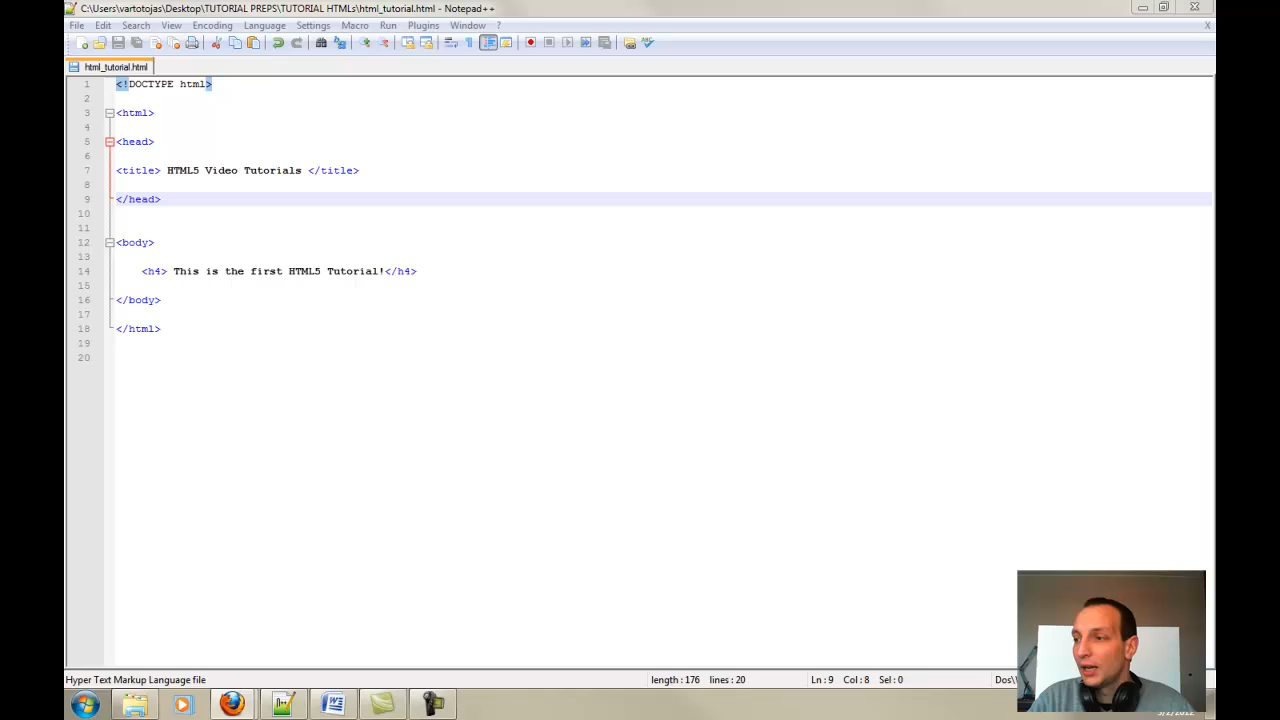 C:\Users\vartotojas\Desktop\TUTORIAL PREPS\TUTORIAL HTMLs\html_tutorial.html - Notepad++
File Edit Search View Encoding Language Settings Macro Run Plugins Window ? X
html_tutorial.html
1 <!DOCTYPE html>
2
3 <html>
4
5 <head>
6
7 <title> HTML5 Video Tutorials </title>
8
9 </head>
10
11
12 <body>
13
14 <h4> This is the first HTML5 Tutorial!</h4>
15
16 </body>
17
18 </html>
19
20
Hyper Text Markup Language file length : 176 lines : 20 Ln : 9 Col : 8 Sel : 0